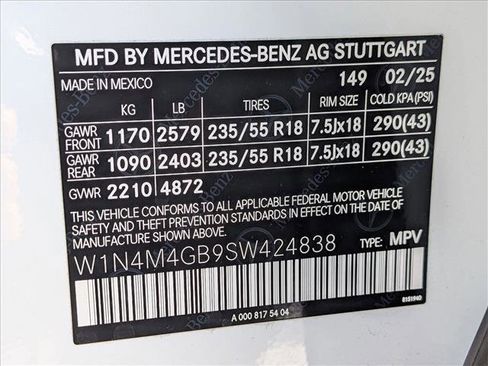 MFD BY MERCEDES-BENZ AG STUTTGART
MADE IN MEXICO 149 02/25
KG LB TIRES RIM SIZE COLD KPA(PSI)
GAWR FRONT 1170 2579 235/55 R18 7.5Jx18 290(43)
GAWR REAR 1090 2403 235/55 R18 7.5Jx18 290(43)
GVWR 2210 4872
THIS VEHICLE CONFORMS TO ALL APPLICABLE FEDERAL MOTOR VEHICLE
SAFETY AND THEFT PREVENTION STANDARDS IN EFFECT ON THE DATE OF
MANUFACTURE SHOWN ABOVE.
W1N4M4GB9SW424838 TYPE: MPV
A 000 817 54 04